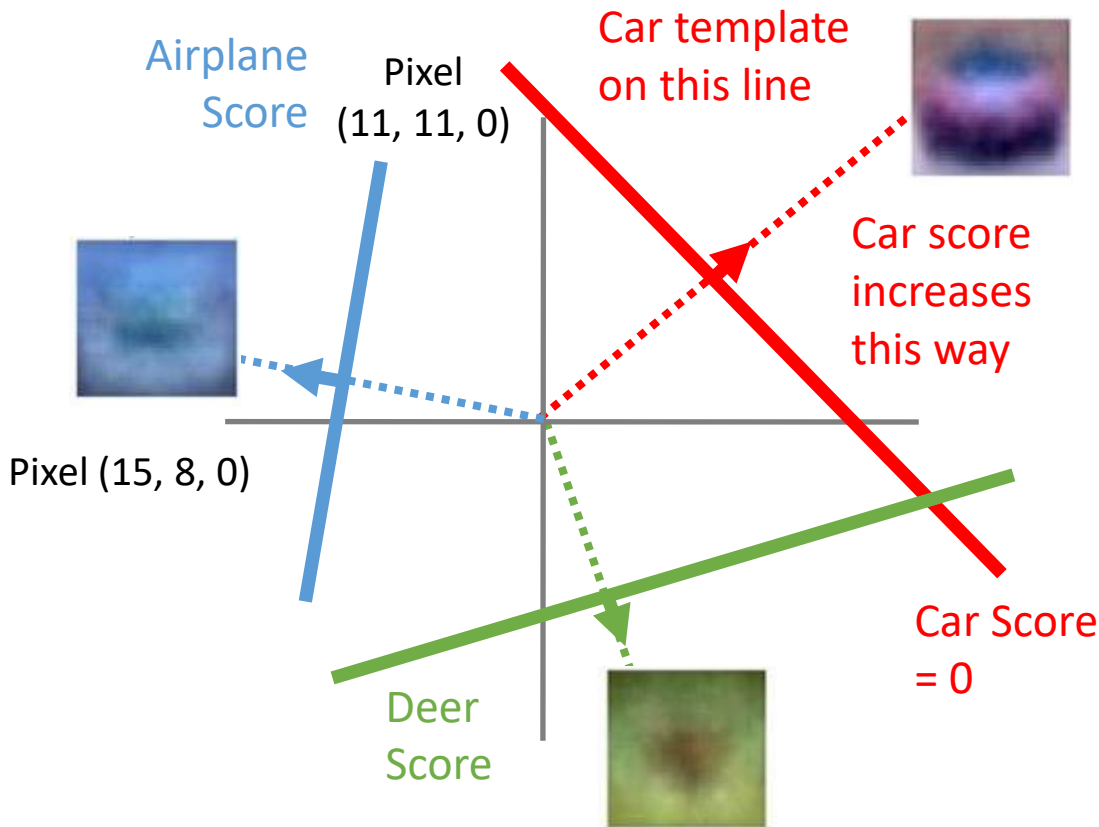 Airplane
Score
Pixel
(11, 11, 0)
Car template
on this line
Car score
increases
this way
Pixel (15, 8, 0)
Car Score
= 0
Deer
Score